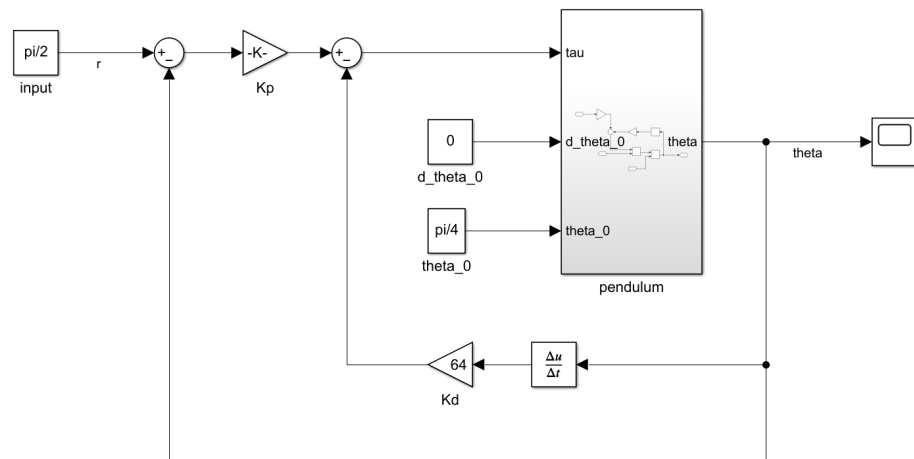 pi/2
input
r
+
−
-K-
Kp
+
−
tau
0
d_theta_0
d_theta_0
theta
theta
pi/4
theta_0
theta_0
pendulum
64
Kd
Δu
Δt